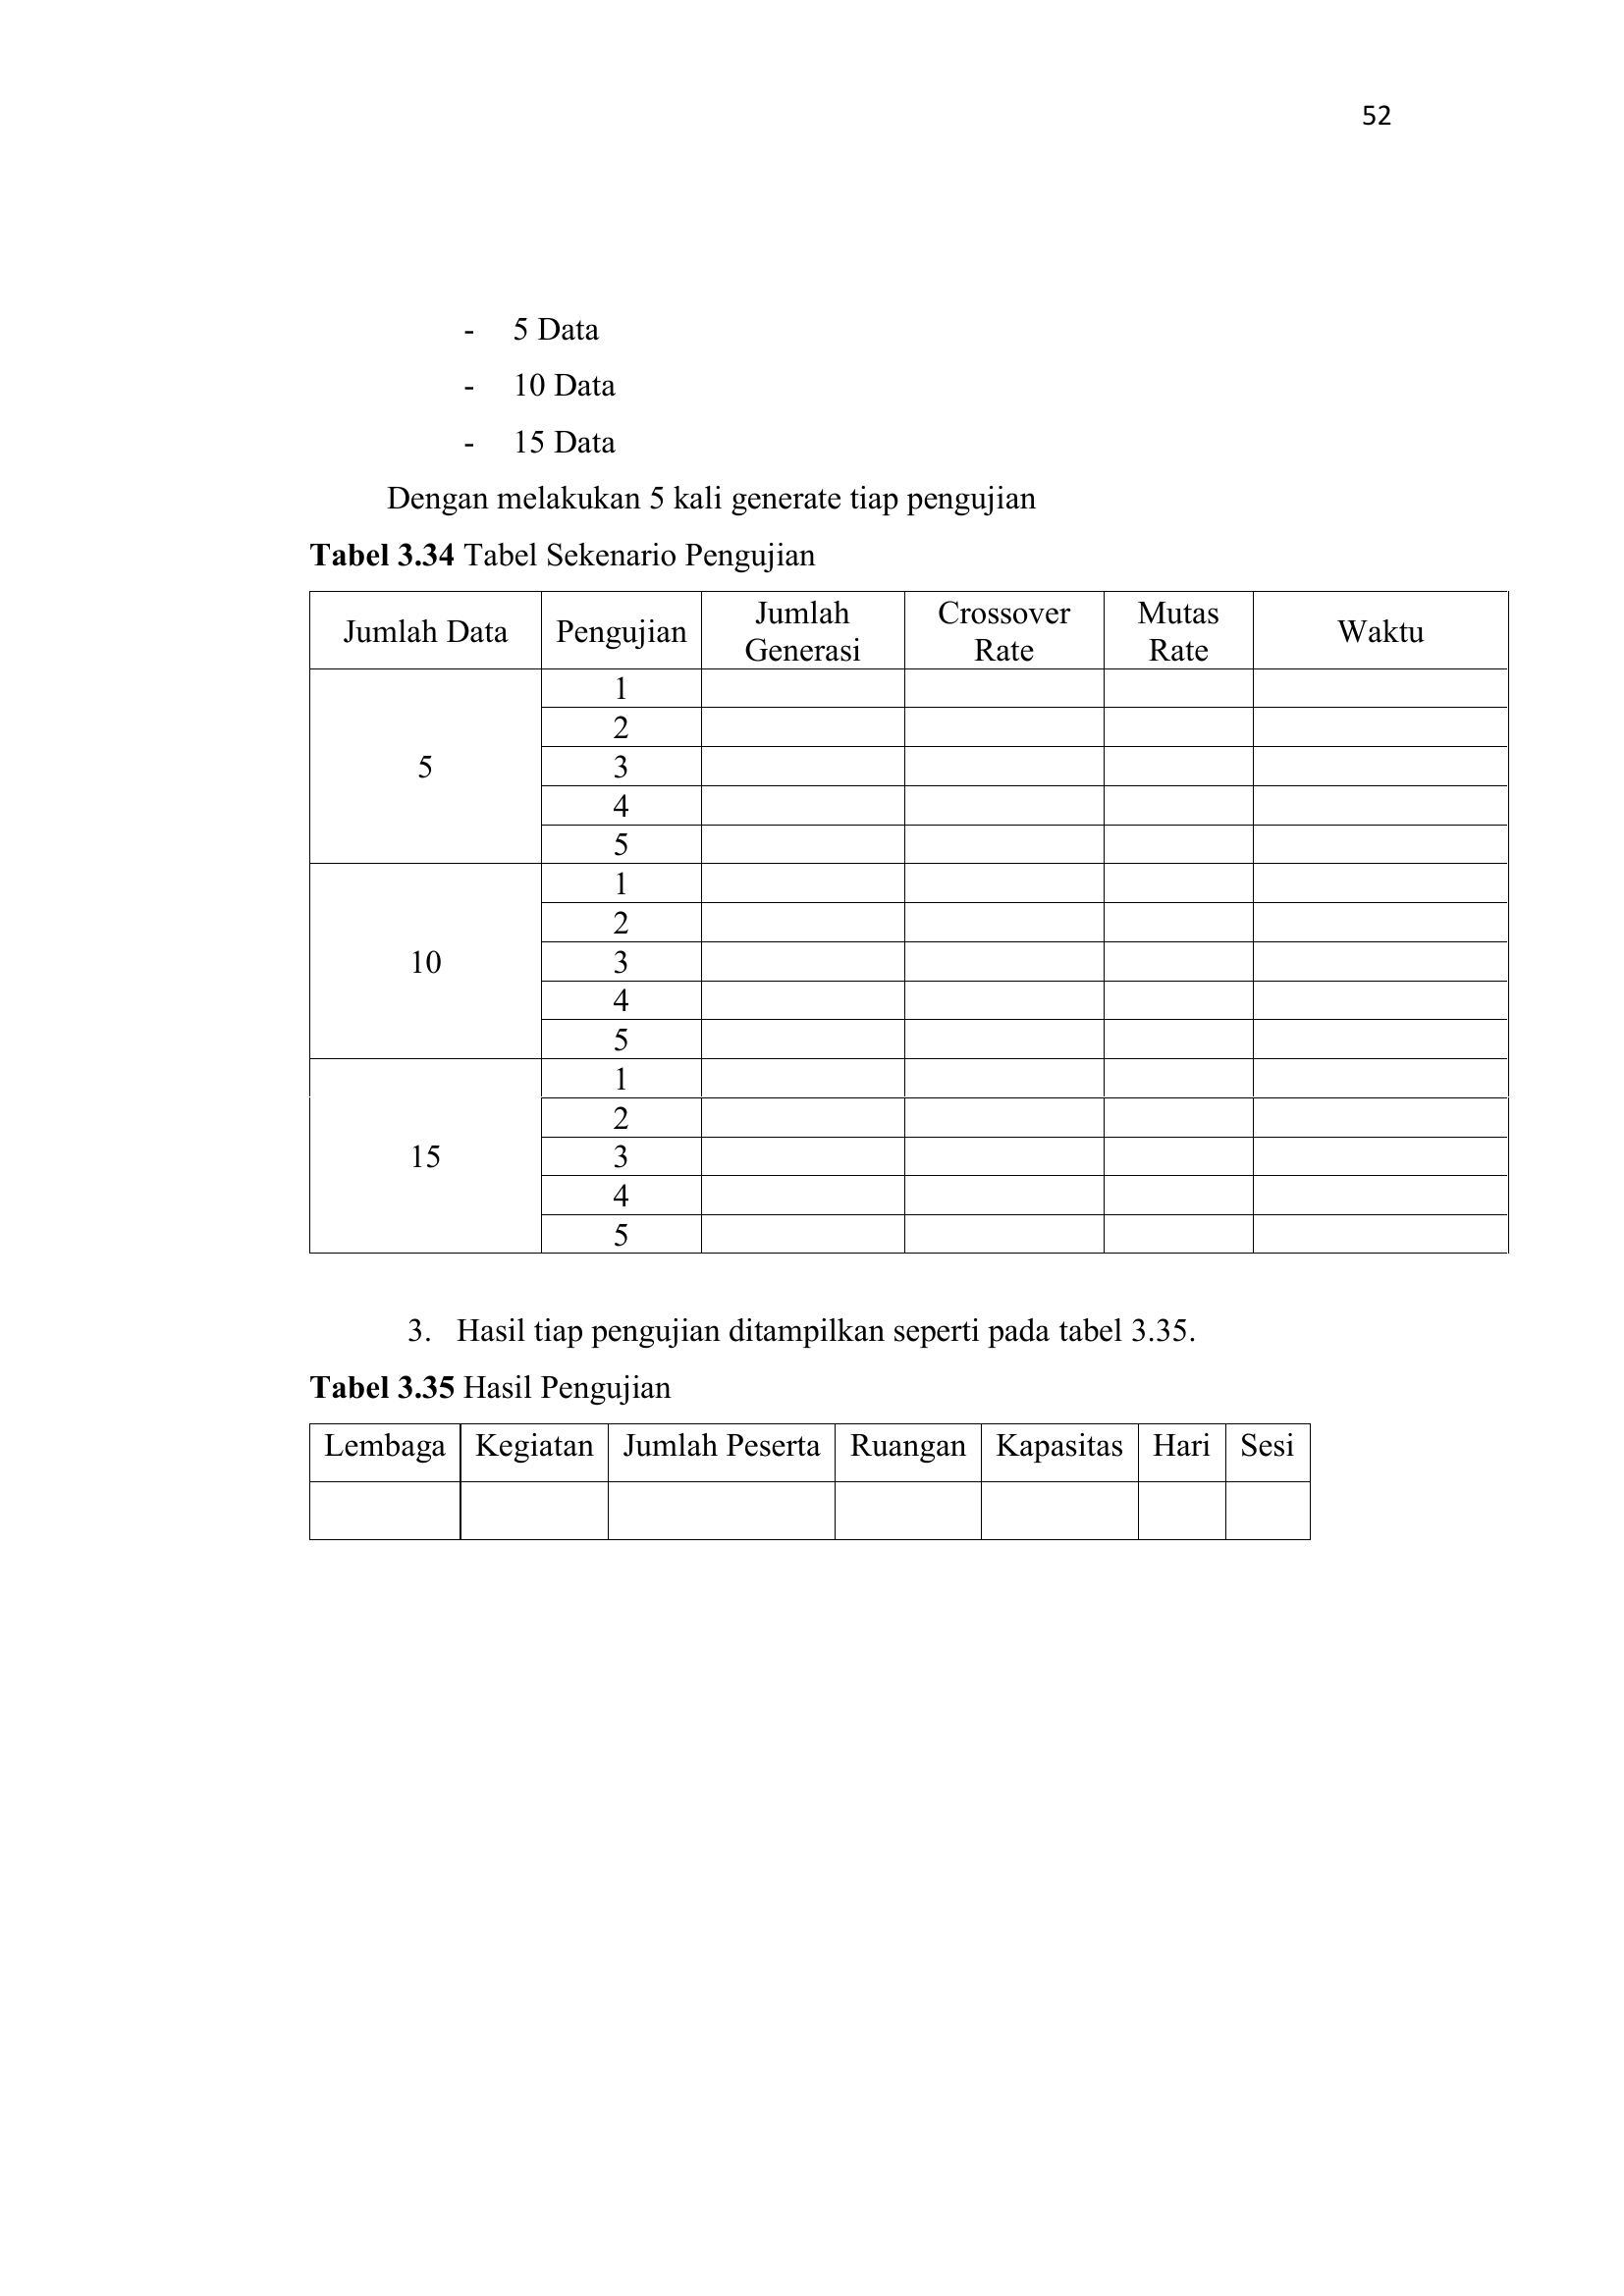 52
- 5 Data
- 10 Data
- 15 Data
Dengan melakukan 5 kali generate tiap pengujian
Tabel 3.34 Tabel Sekenario Pengujian
Jumlah Data Pengujian Jumlah Generasi Crossover Rate Mutas Rate Waktu
5
1
2
3
4
5
10
1
2
3
4
5
15
1
2
3
4
5
3. Hasil tiap pengujian ditampilkan seperti pada tabel 3.35.
Tabel 3.35 Hasil Pengujian
Lembaga Kegiatan Jumlah Peserta Ruangan Kapasitas Hari Sesi